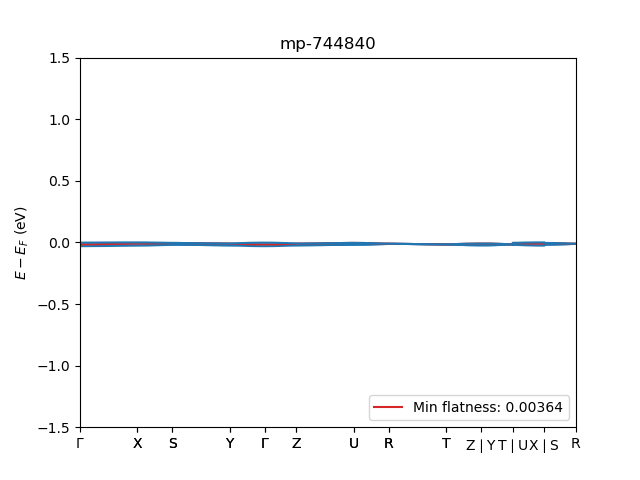 mp-744840
1.5
1.0
0.5
0.0
−0.5
−1.0
−1.5
E − E_F (eV)
Min flatness: 0.00364
Γ X S Y Γ Z U R T Z | Y T | U X | S R